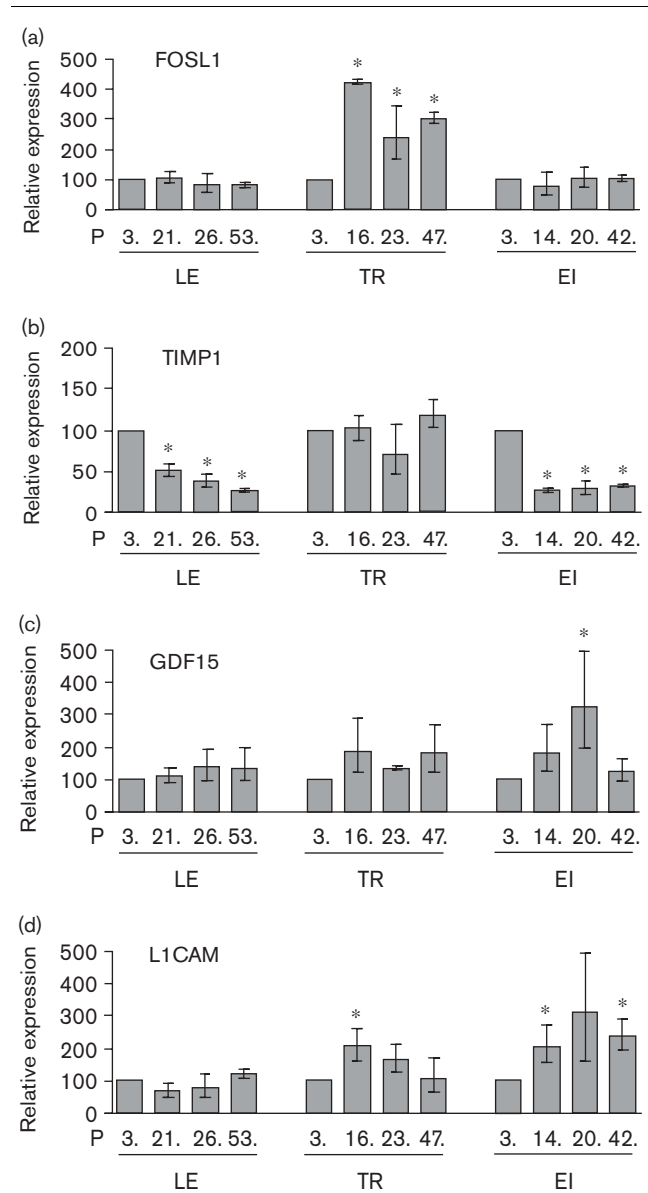 (a)
FOSL1
Relative expression
500
400
300
200
100
0
* * *
P 3. 21. 26. 53. 3. 16. 23. 47. 3. 14. 20. 42.
LE TR EI
(b)
TIMP1
Relative expression
200
150
100
50
0
* * * * * *
P 3. 21. 26. 53. 3. 16. 23. 47. 3. 14. 20. 42.
LE TR EI
(c)
GDF15
Relative expression
500
400
300
200
100
0
*
P 3. 21. 26. 53. 3. 16. 23. 47. 3. 14. 20. 42.
LE TR EI
(d)
L1CAM
Relative expression
500
400
300
200
100
0
* * *
P 3. 21. 26. 53. 3. 16. 23. 47. 3. 14. 20. 42.
LE TR EI